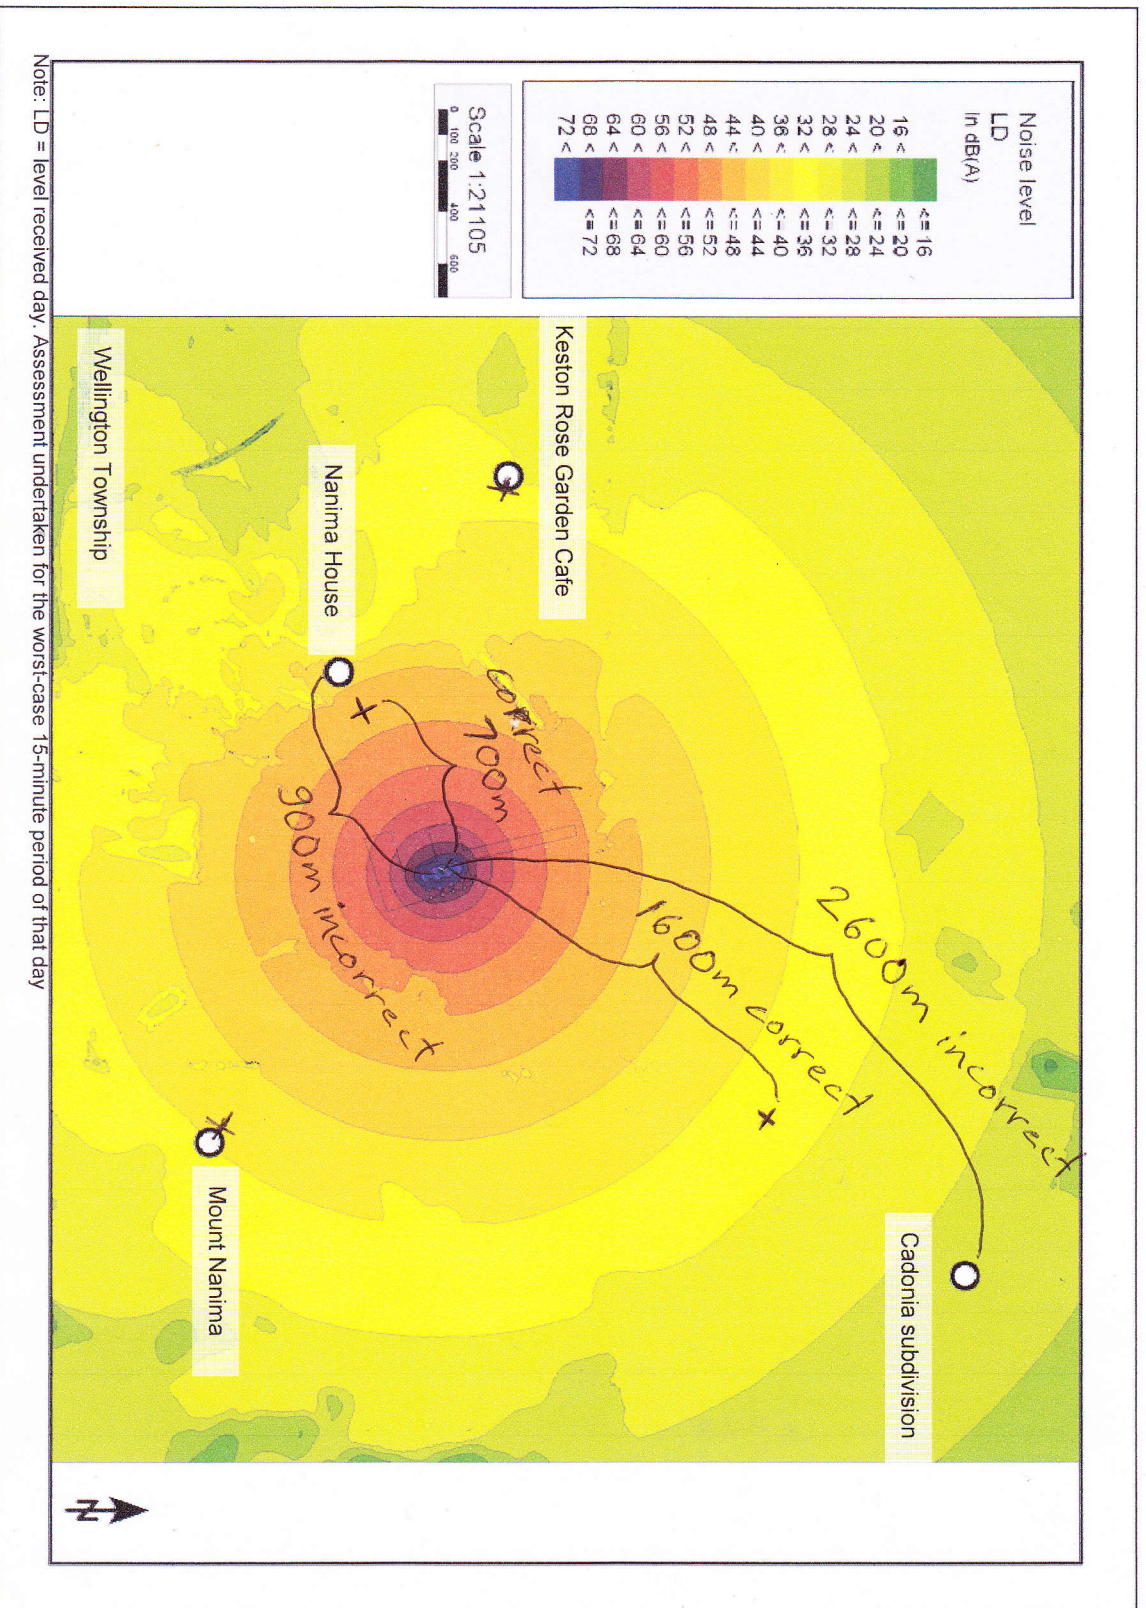 Noise level
LD
in dB(A)
<= 16
16 < <= 20
20 < <= 24
24 < <= 28
28 < <= 32
32 < <= 36
36 < <= 40
40 < <= 44
44 < <= 48
48 < <= 52
52 < <= 56
56 < <= 60
60 < <= 64
64 < <= 68
68 < <= 72
72 <
Scale 1:21105
0 100 200 400 600
Keston Rose Garden Cafe
Nanima House
Wellington Township
Cadonia subdivision
Mount Nanima
2600m incorrect
1600m correct
correct
700m
900m incorrect
N
Note: LD = level received day. Assessment undertaken for the worst-case 15-minute period of that day